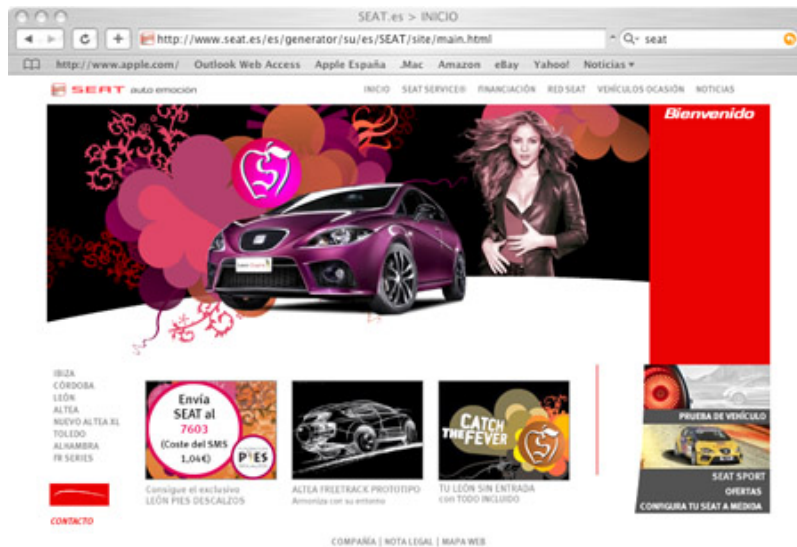 SEAT.es > INICIO
http://www.seat.es/es/generator/su/es/SEAT/site/main.html
seat
http://www.apple.com/ Outlook Web Access Apple España .Mac Amazon eBay Yahoo! Noticias
SEAT auto emoción
INICIO SEAT SERVICE® FINANCIACIÓN RED SEAT VEHÍCULOS OCASIÓN NOTICIAS
Bienvenido
S
IBIZA
CÓRDOBA
LEÓN
ALTEA
NUEVO ALTEA XL
TOLEDO
ALHAMBRA
FR SERIES
CONTACTO
Envía
SEAT al
7603
(Coste del SMS
1,04€)
PIES
Consigue el exclusivo
LEÓN PIES DESCALZOS
ALTEA FREETRACK PROTOTIPO
Armoniza con su entorno
CATCH
THE FEVER
TU LEÓN SIN ENTRADA
con TODO INCLUIDO
PRUEBA DE VEHÍCULO
SEAT SPORT
OFERTAS
CONFIGURA TU SEAT A MEDIDA
COMPAÑÍA | NOTA LEGAL | MAPA WEB